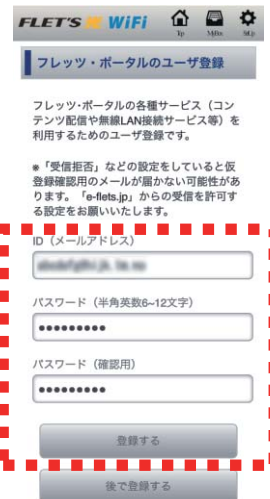 FLET'S WiFi
Top
フレッツ・ポータルのユーザ登録
フレッツ・ポータルの各種サービス（コン
テンツ配信や無線LAN接続サービス等）を
利用するためのユーザ登録です。
※「受信拒否」などの設定をしていると仮
登録確認用のメールが届かない可能性があ
ります。「e-flets.jp」からの受信を許可す
る設定をお願いいたします。
ID（メールアドレス）
パスワード（半角英数6~12文字）
●●●●●●●●●
パスワード（確認用）
●●●●●●●●●
登録する
後で登録する